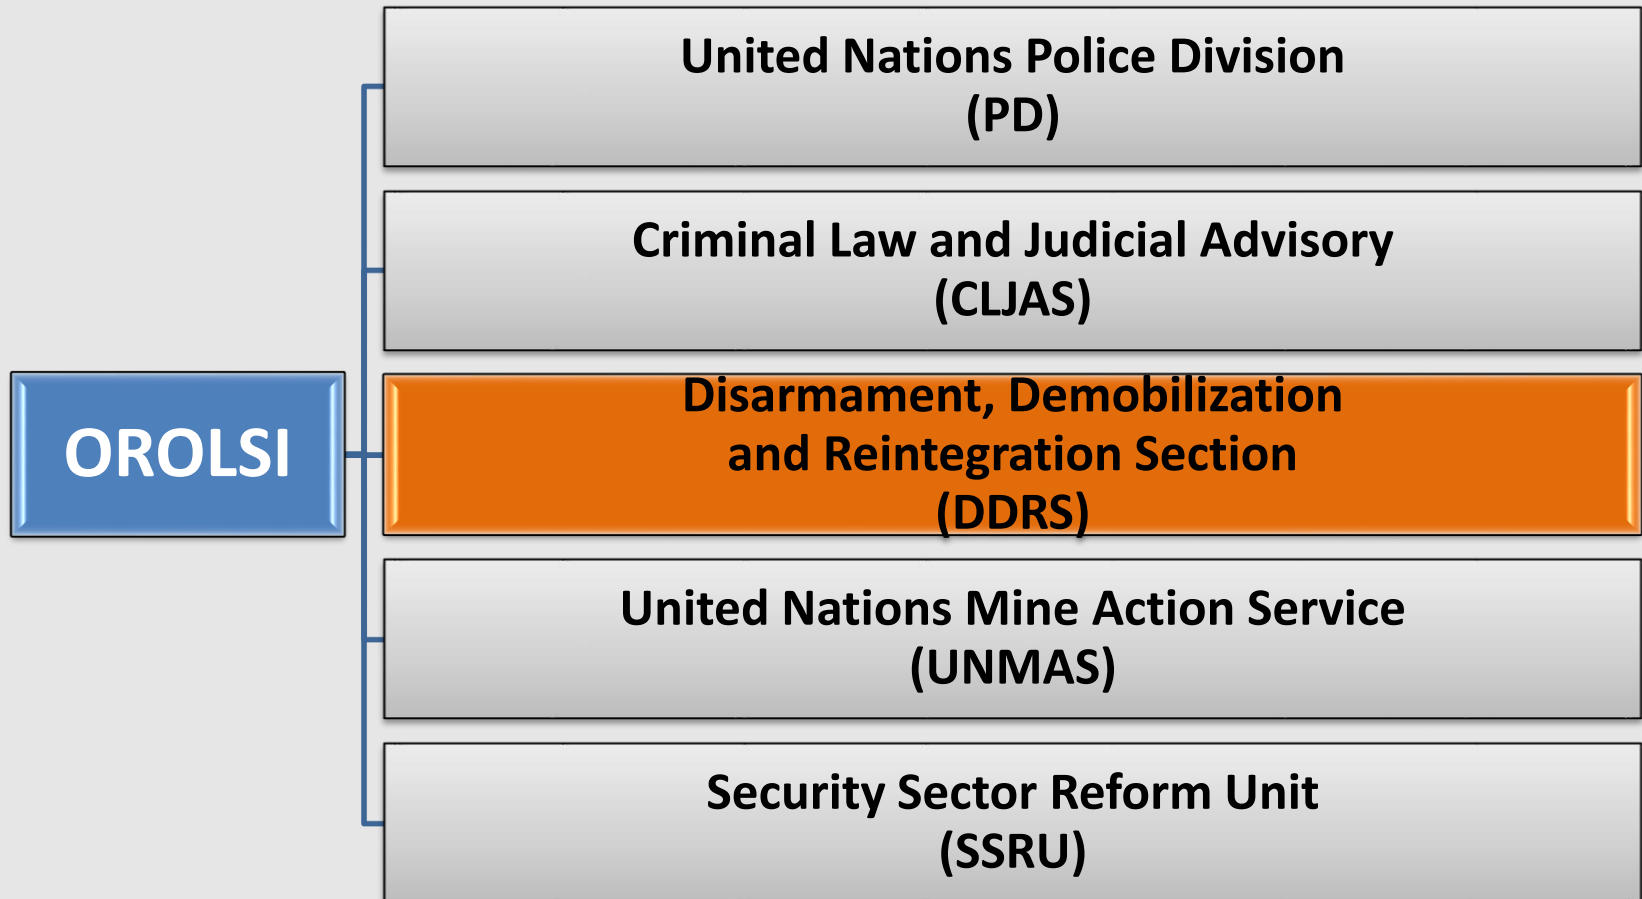 United Nations Police Division
(PD)
Criminal Law and Judicial Advisory
(CLJAS)
OROLSI
Disarmament, Demobilization
and Reintegration Section
(DDRS)
United Nations Mine Action Service
(UNMAS)
Security Sector Reform Unit
(SSRU)